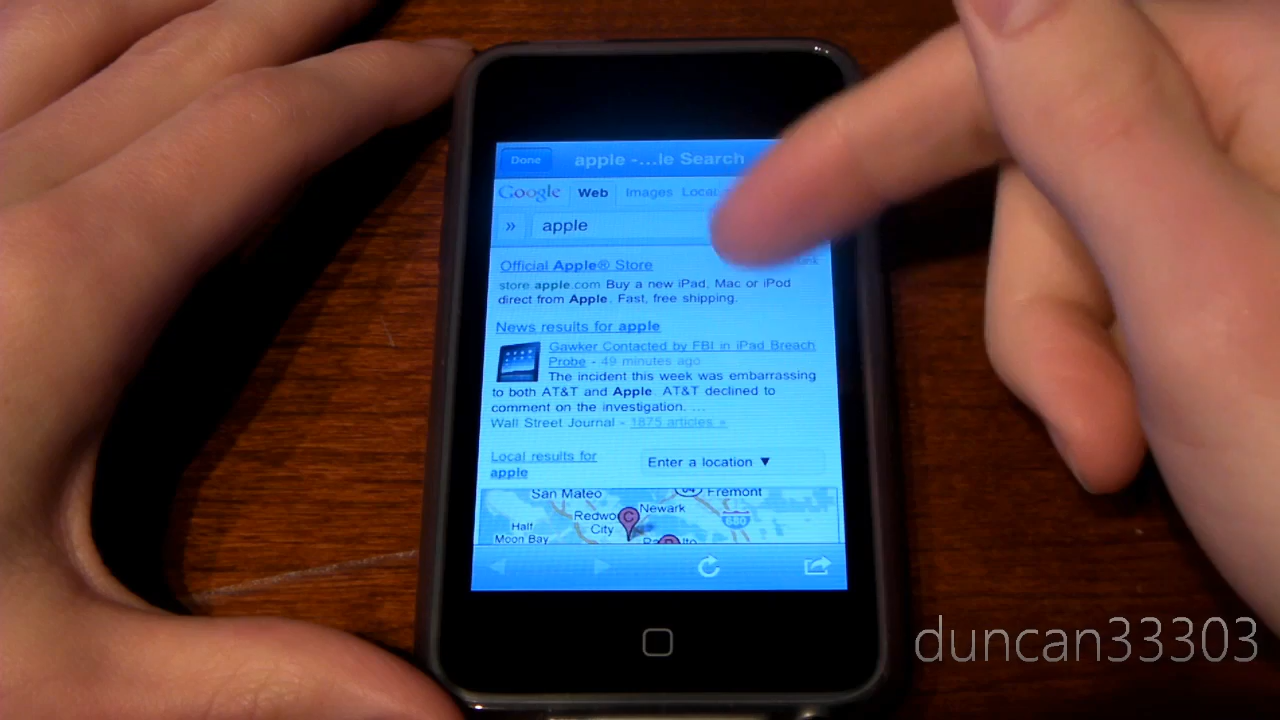 Done
apple -...le Search
Google Web Images Local
» apple
Official Apple® Store
store.apple.com Buy a new iPad, Mac or iPod
direct from Apple. Fast, free shipping.
News results for apple
Gawker Contacted by FBI in iPad Breach
Probe - 49 minutes ago
The incident this week was embarrassing
to both AT&T and Apple. AT&T declined to
comment on the investigation. ...
Wall Street Journal - 1875 articles »
Local results for
apple
Enter a location ▼
San Mateo
Fremont
Newark
Redwo
City
C
680
Half
Moon Bay
duncan33303